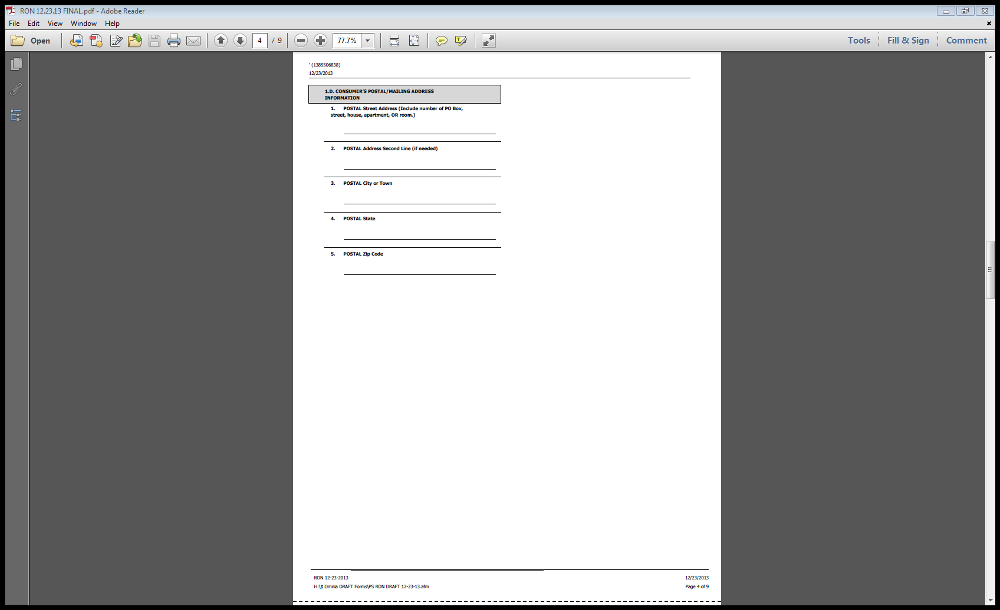 RON 12.23.13 FINAL.pdf - Adobe Reader
File Edit View Window Help
Open 4 / 9 77.7% Tools Fill & Sign Comment
' (1385506838)
12/23/2013
1.D. CONSUMER'S POSTAL/MAILING ADDRESS
INFORMATION
1. POSTAL Street Address (Include number of PO Box,
street, house, apartment, OR room.)
2. POSTAL Address Second Line (if needed)
3. POSTAL City or Town
4. POSTAL State
5. POSTAL Zip Code
RON 12-23-2013 12/23/2013
H:\$ Omnia DRAFT Forms\PS RON DRAFT 12-23-13.afm Page 4 of 9